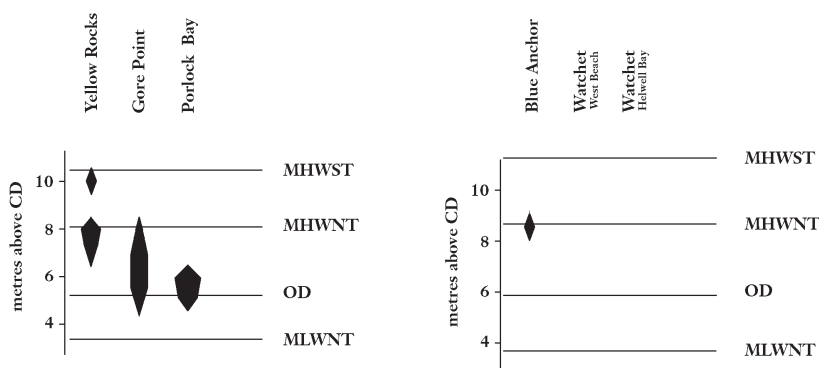 Yellow Rocks
Gore Point
Porlock Bay
metres above CD
10
8
6
4
MHWST
MHWNT
OD
MLWNT
Blue Anchor
Watchet
West Beach
Watchet
Helwell Bay
metres above CD
10
8
6
4
MHWST
MHWNT
OD
MLWNT